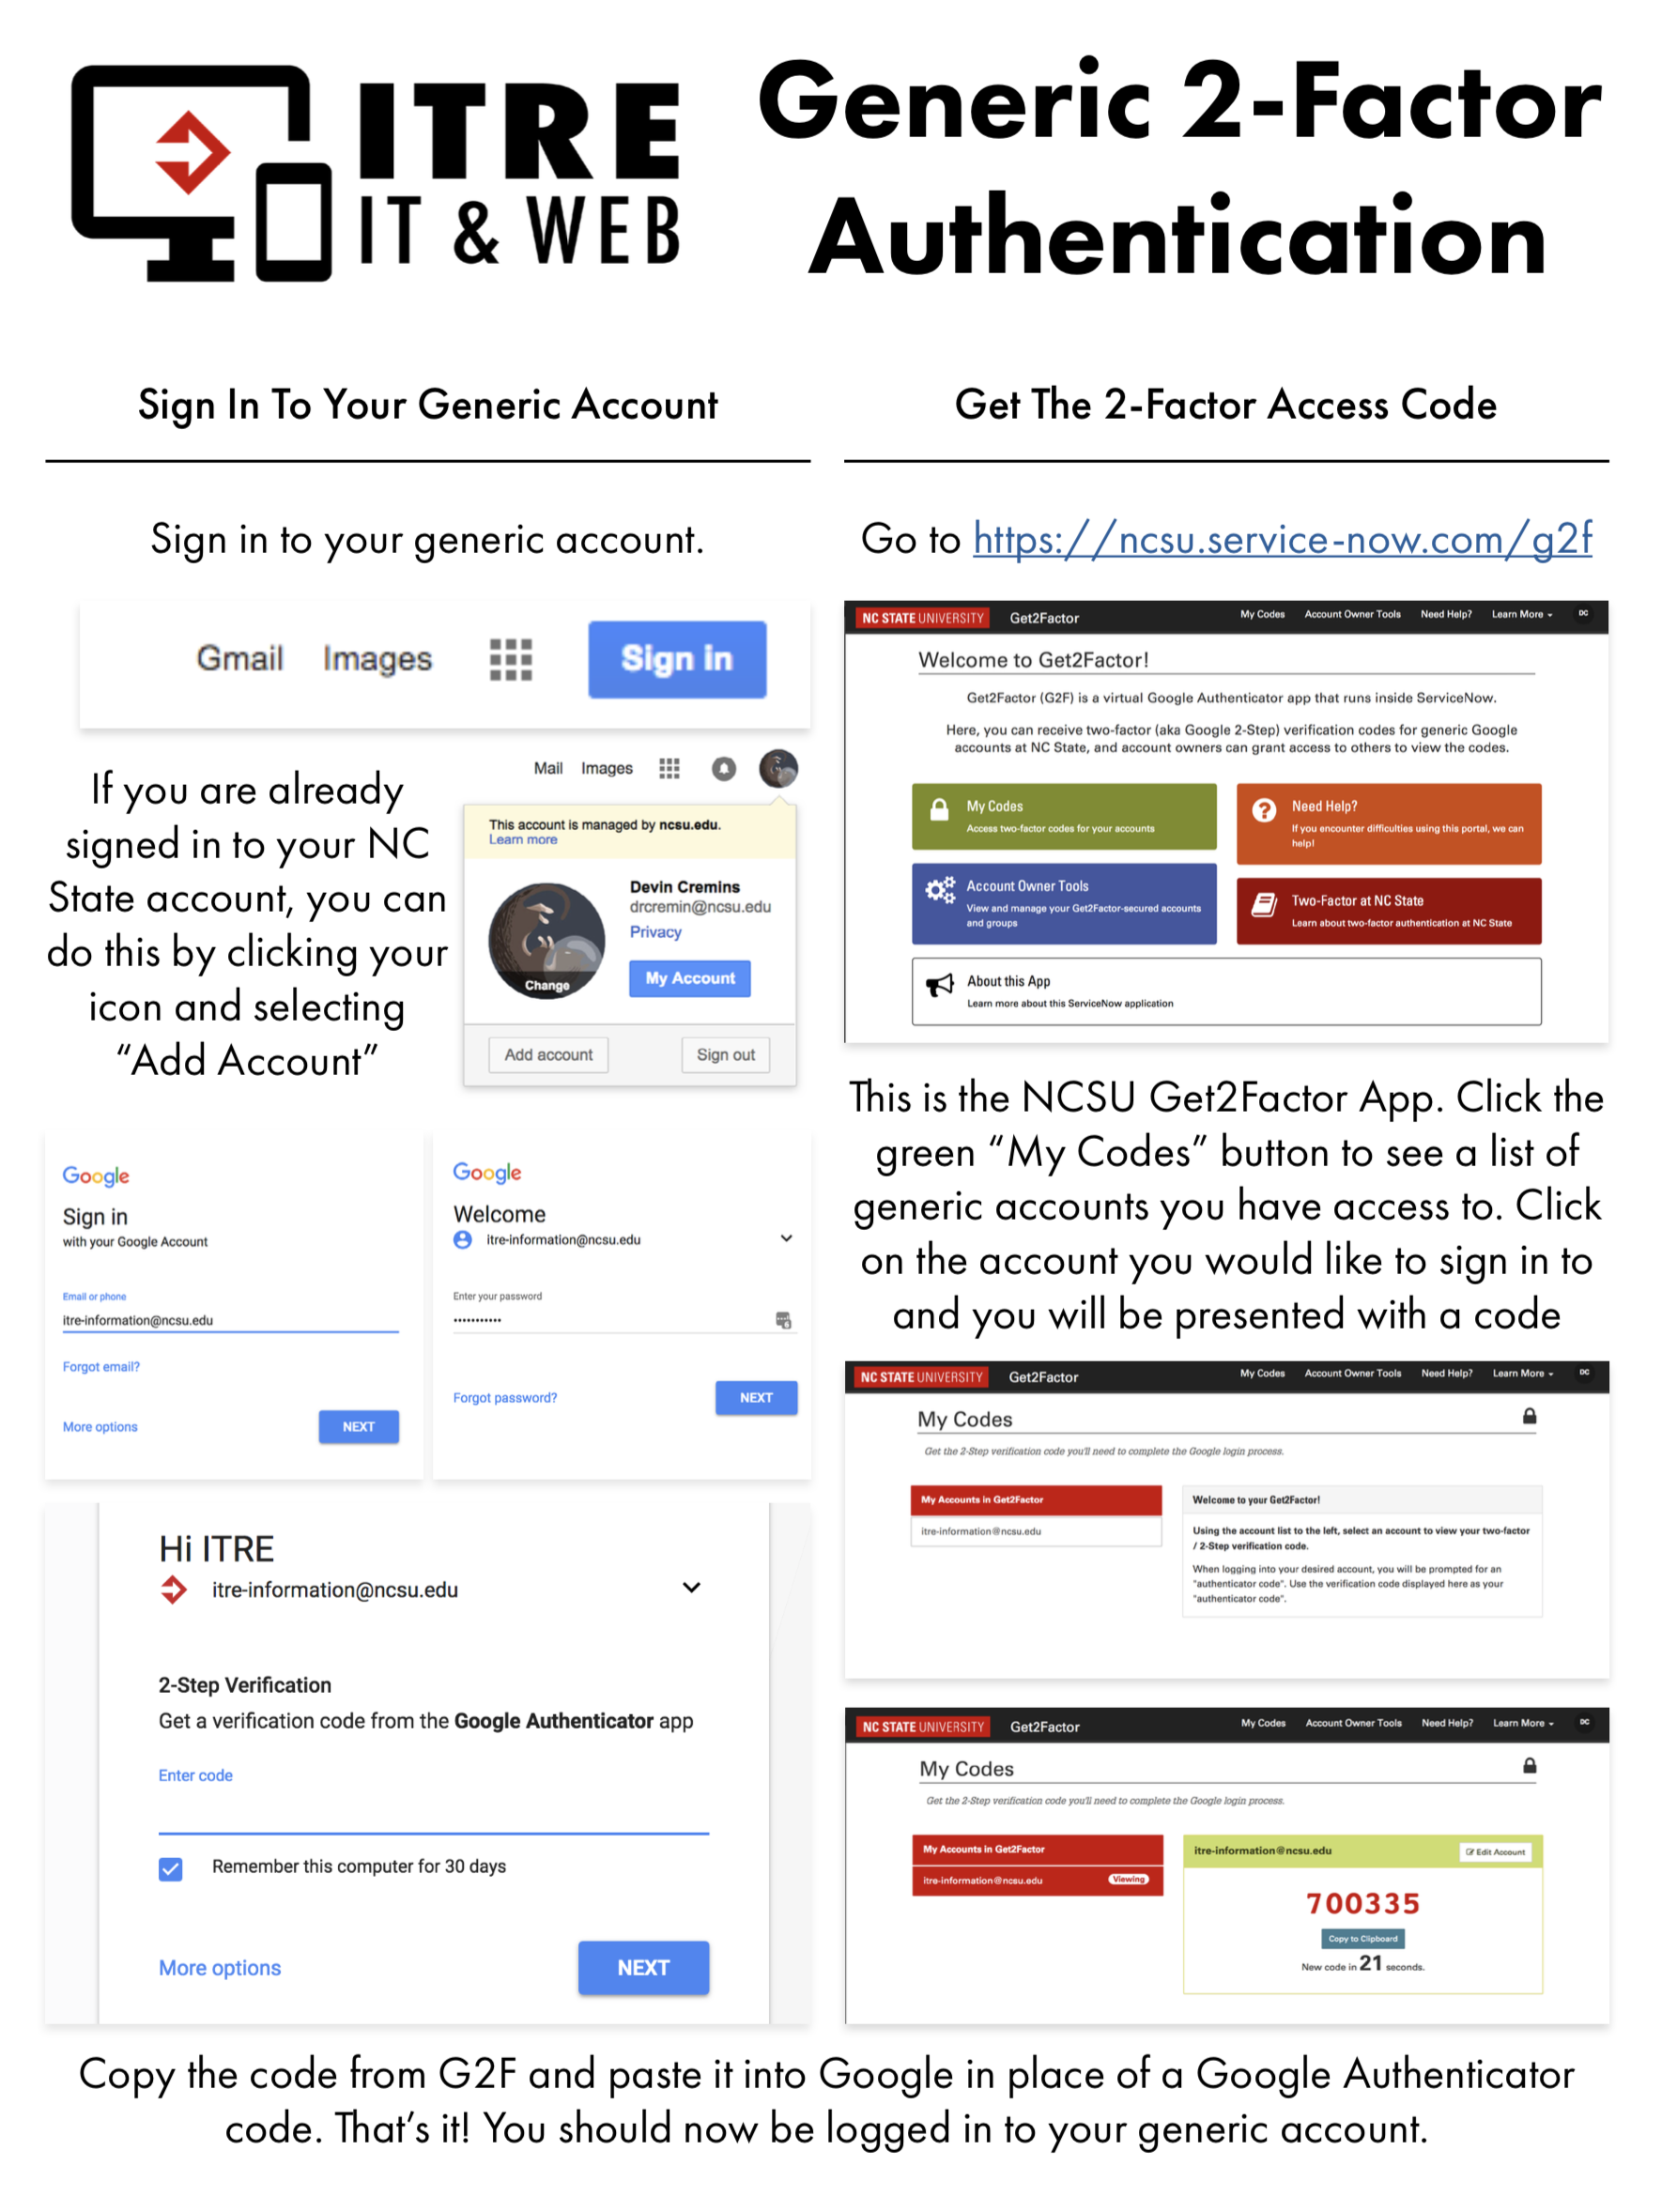 ITRE
IT & WEB
Generic 2-Factor
Authentication
Sign In To Your Generic Account
Sign in to your generic account.
Gmail Images Sign in
If you are already
signed in to your NC
State account, you can
do this by clicking your
icon and selecting
“Add Account”
Mail Images
This account is managed by ncsu.edu.
Learn more
Devin Cremins
drcremin@ncsu.edu
Privacy
Change
My Account
Add account Sign out
Google
Sign in
with your Google Account
Email or phone
itre-information@ncsu.edu
Forgot email?
More options NEXT
Google
Welcome
itre-information@ncsu.edu
Enter your password
•••••••••••
Forgot password? NEXT
Hi ITRE
itre-information@ncsu.edu
2-Step Verification
Get a verification code from the Google Authenticator app
Enter code
Remember this computer for 30 days
More options NEXT
Get The 2-Factor Access Code
Go to https://ncsu.service-now.com/g2f
NC STATE UNIVERSITY Get2Factor My Codes Account Owner Tools Need Help? Learn More DC
Welcome to Get2Factor!
Get2Factor (G2F) is a virtual Google Authenticator app that runs inside ServiceNow.
Here, you can receive two-factor (aka Google 2-Step) verification codes for generic Google
accounts at NC State, and account owners can grant access to others to view the codes.
My Codes
Access two-factor codes for your accounts
Need Help?
If you encounter difficulties using this portal, we can
help!
Account Owner Tools
View and manage your Get2Factor-secured accounts
and groups
Two-Factor at NC State
Learn about two-factor authentication at NC State
About this App
Learn more about this ServiceNow application
This is the NCSU Get2Factor App. Click the
green “My Codes” button to see a list of
generic accounts you have access to. Click
on the account you would like to sign in to
and you will be presented with a code
NC STATE UNIVERSITY Get2Factor My Codes Account Owner Tools Need Help? Learn More DC
My Codes
Get the 2-Step verification code you'll need to complete the Google login process.
My Accounts in Get2Factor
itre-information@ncsu.edu
Welcome to your Get2Factor!
Using the account list to the left, select an account to view your two-factor
/ 2-Step verification code.
When logging into your desired account, you will be prompted for an
"authenticator code". Use the verification code displayed here as your
"authenticator code".
NC STATE UNIVERSITY Get2Factor My Codes Account Owner Tools Need Help? Learn More DC
My Codes
Get the 2-Step verification code you'll need to complete the Google login process.
My Accounts in Get2Factor
itre-information@ncsu.edu Viewing
itre-information@ncsu.edu Edit Account
700335
Copy to Clipboard
New code in 21 seconds.
Copy the code from G2F and paste it into Google in place of a Google Authenticator
code. That’s it! You should now be logged in to your generic account.